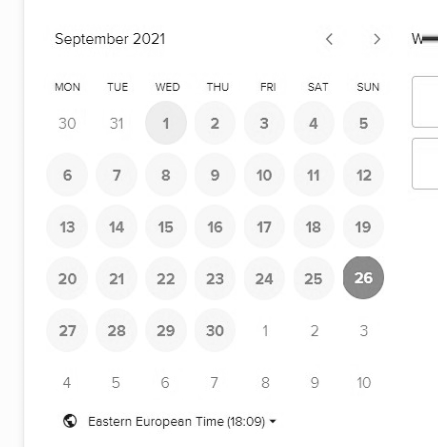 September 2021
MON TUE WED THU FRI SAT SUN
30 31 1 2 3 4 5
6 7 8 9 10 11 12
13 14 15 16 17 18 19
20 21 22 23 24 25 26
27 28 29 30 1 2 3
4 5 6 7 8 9 10
Eastern European Time (18:09)